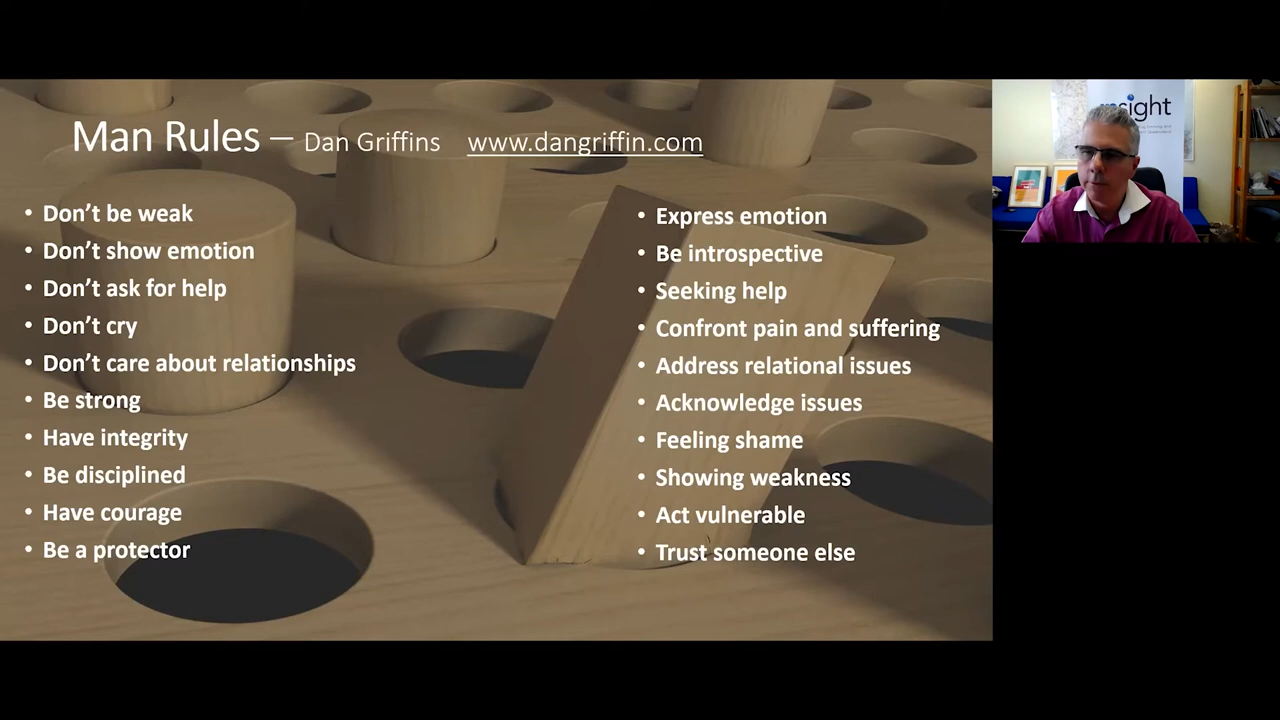 Man Rules – Dan Griffins www.dangriffin.com
• Don't be weak
• Don't show emotion
• Don't ask for help
• Don't cry
• Don't care about relationships
• Be strong
• Have integrity
• Be disciplined
• Have courage
• Be a protector
• Express emotion
• Be introspective
• Seeking help
• Confront pain and suffering
• Address relational issues
• Acknowledge issues
• Feeling shame
• Showing weakness
• Act vulnerable
• Trust someone else
insight